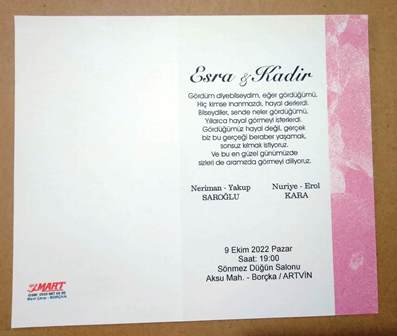 Esra & Kadir
Gördüm diyebilseydim, eğer gördüğümü,
Hiç kimse inanmazdı, hayal derlerdi.
Bilseydiler, sende neler gördüğümü,
Yıllarca hayal görmeyi isterlerdi.
Gördüğümüz hayal değil, gerçek
biz bu gerçeği beraber yaşamak,
sonsuz kılmak istiyoruz.
Ve bu en güzel günümüzde
sizleri de aramızda görmeyi diliyoruz.
Neriman - Yakup
SAROĞLU
Nuriye - Erol
KARA
9 Ekim 2022 Pazar
Saat: 19:00
Sönmez Düğün Salonu
Aksu Mah. - Borçka / ARTVİN